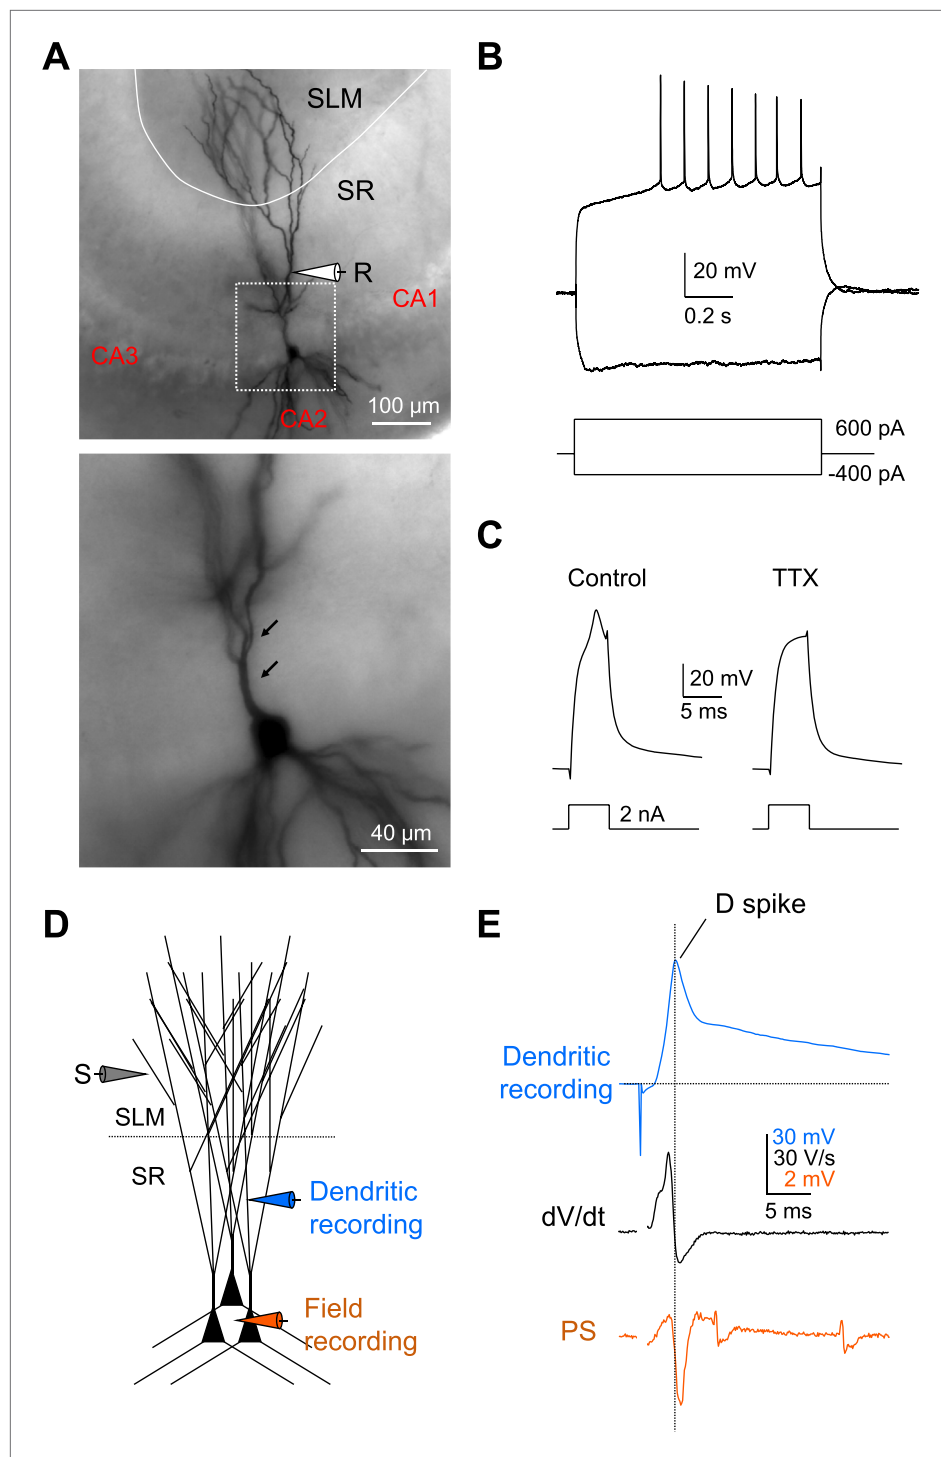 A
SLM
SR
R
CA1
CA3
CA2
100 µm
40 µm
B
20 mV
0.2 s
600 pA
-400 pA
C
Control
TTX
20 mV
5 ms
2 nA
D
S
SLM
SR
Dendritic
recording
Field
recording
E
D spike
Dendritic
recording
30 mV
30 V/s
2 mV
5 ms
dV/dt
PS